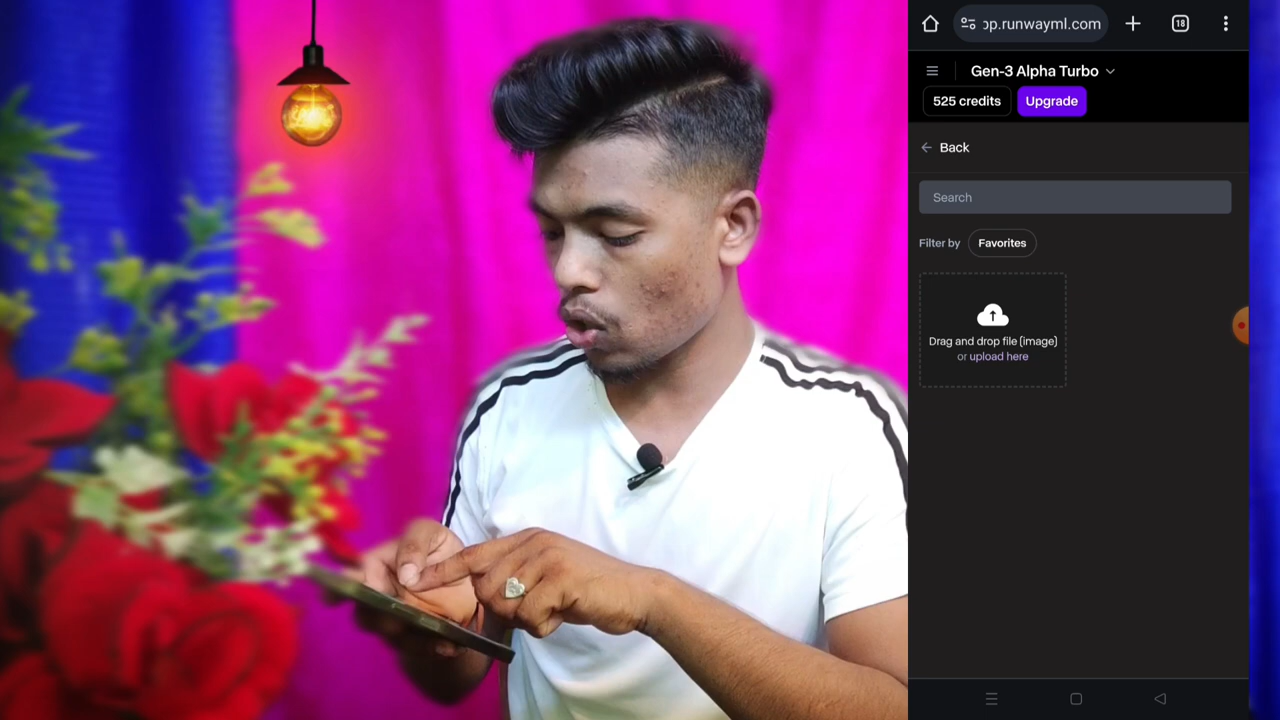 op.runwayml.com
18
Gen-3 Alpha Turbo
525 credits
Upgrade
Back
Search
Filter by
Favorites
Drag and drop file (image)
or upload here